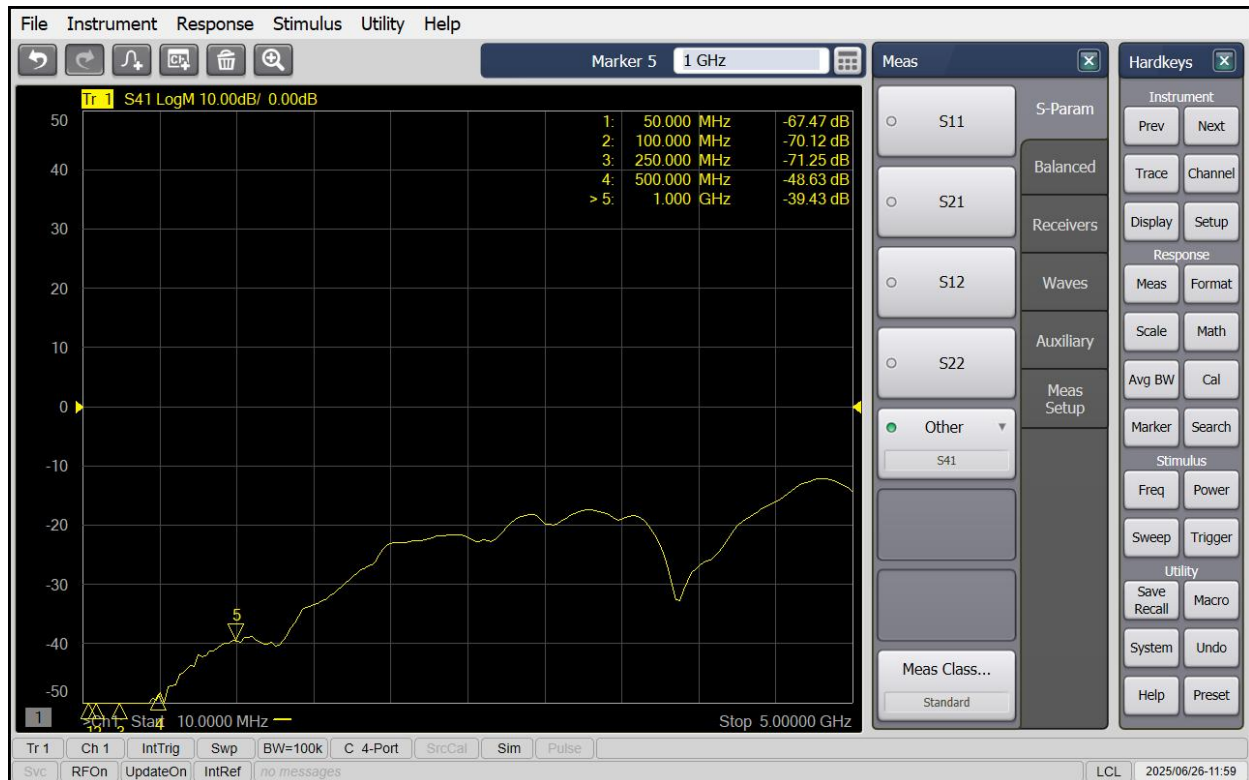 File Instrument Response Stimulus Utility Help
Marker 5 1 GHz
Tr 1 S41 LogM 10.00dB/ 0.00dB
1: 50.000 MHz -67.47 dB
2: 100.000 MHz -70.12 dB
3: 250.000 MHz -71.25 dB
4: 500.000 MHz -48.63 dB
> 5: 1.000 GHz -39.43 dB
50
40
30
20
10
0
-10
-20
-30
-40
-50
5
4
1
>Ch1: Start 10.0000 MHz
Stop 5.00000 GHz
Meas
S11
S21
S12
S22
Other
S41
Meas Class...
Standard
S-Param
Balanced
Receivers
Waves
Auxiliary
Meas
Setup
Hardkeys
Instrument
Prev Next
Trace Channel
Display Setup
Response
Meas Format
Scale Math
Avg BW Cal
Marker Search
Stimulus
Freq Power
Sweep Trigger
Utility
Save
Recall Macro
System Undo
Help Preset
Tr 1 Ch 1 IntTrig Swp BW=100k C 4-Port SrcCal Sim Pulse
Svc RFOn UpdateOn IntRef no messages LCL 2025/06/26-11:59